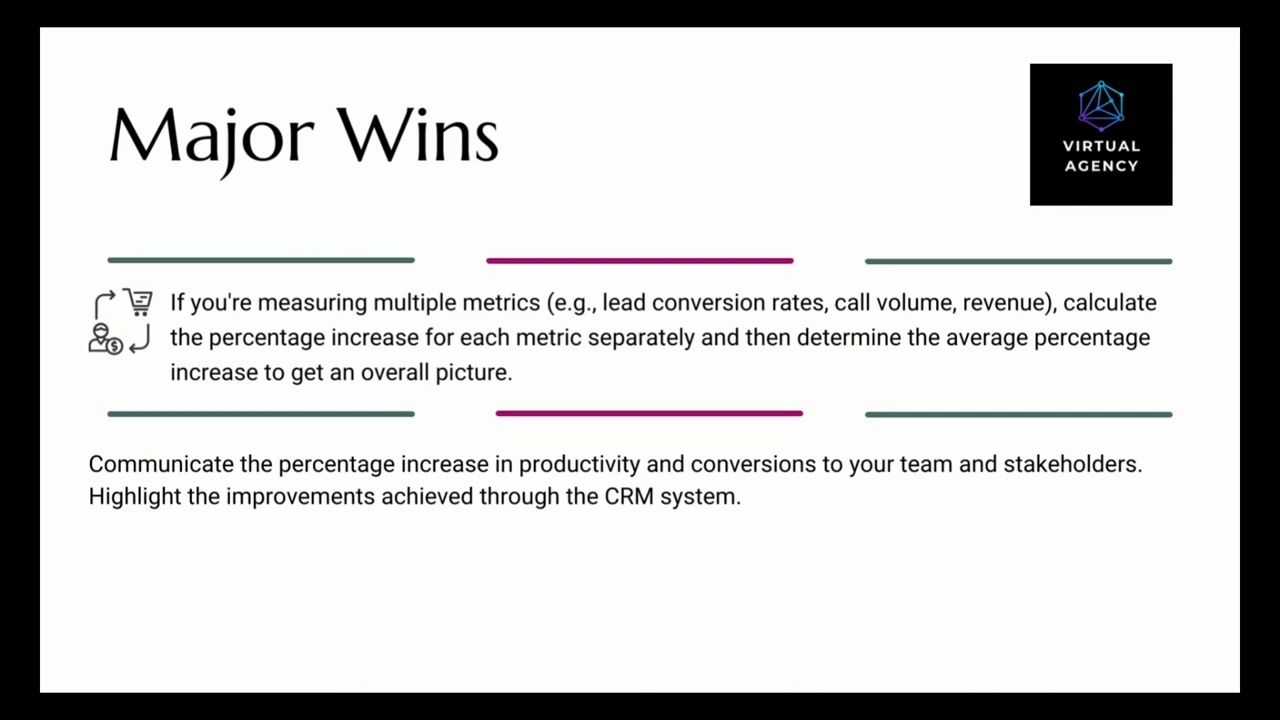 Major Wins
VIRTUAL
AGENCY
If you're measuring multiple metrics (e.g., lead conversion rates, call volume, revenue), calculate
the percentage increase for each metric separately and then determine the average percentage
increase to get an overall picture.
Communicate the percentage increase in productivity and conversions to your team and stakeholders.
Highlight the improvements achieved through the CRM system.